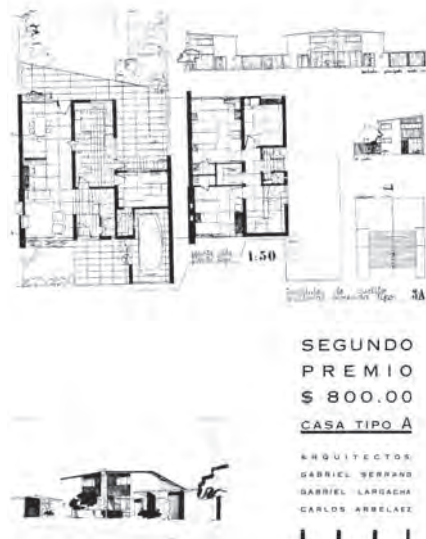 1:50
3A
SEGUNDO
PREMIO
$ 800.00
CASA TIPO A
ARQUITECTOS:
GABRIEL SERRANO
GABRIEL LARGACHA
CARLOS ARBELAEZ